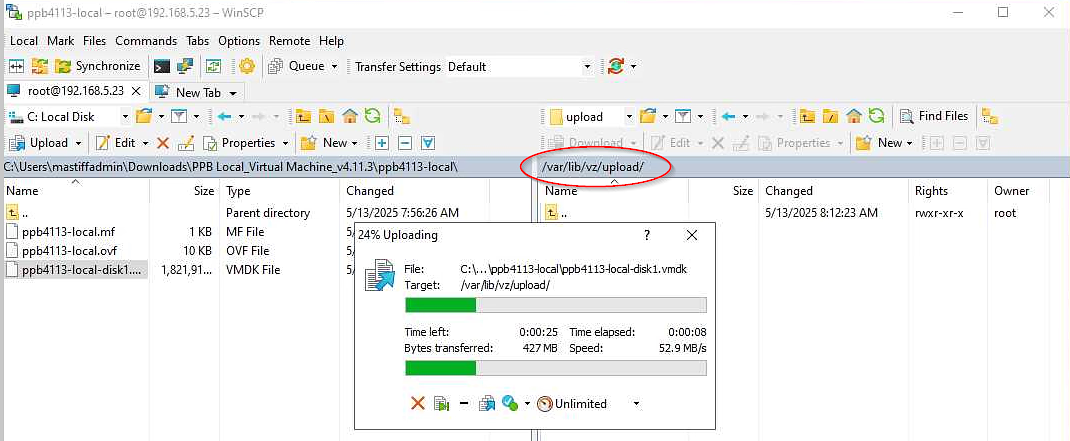 ppb4113-local – root@192.168.5.23 – WinSCP
Local Mark Files Commands Tabs Options Remote Help
Synchronize Queue Transfer Settings Default
root@192.168.5.23 New Tab
C: Local Disk upload Find Files
Upload Edit Properties New Download Edit Properties New
C:\Users\mastiffadmin\Downloads\PPB Local_Virtual Machine_v4.11.3\ppb4113-local\ /var/lib/vz/upload/
Name Size Type Changed Name Size Changed Rights Owner
.. Parent directory 5/13/2025 7:56:26 AM .. 5/13/2025 8:12:23 AM rwxr-xr-x root
ppb4113-local.mf 1 KB MF File 5/
ppb4113-local.ovf 10 KB OVF File 5/
ppb4113-local-disk1.... 1,821,91... VMDK File 5/
24% Uploading ?
File: C:\...\ppb4113-local\ppb4113-local-disk1.vmdk
Target: /var/lib/vz/upload/
Time left: 0:00:25 Time elapsed: 0:00:08
Bytes transferred: 427 MB Speed: 52.9 MB/s
Unlimited